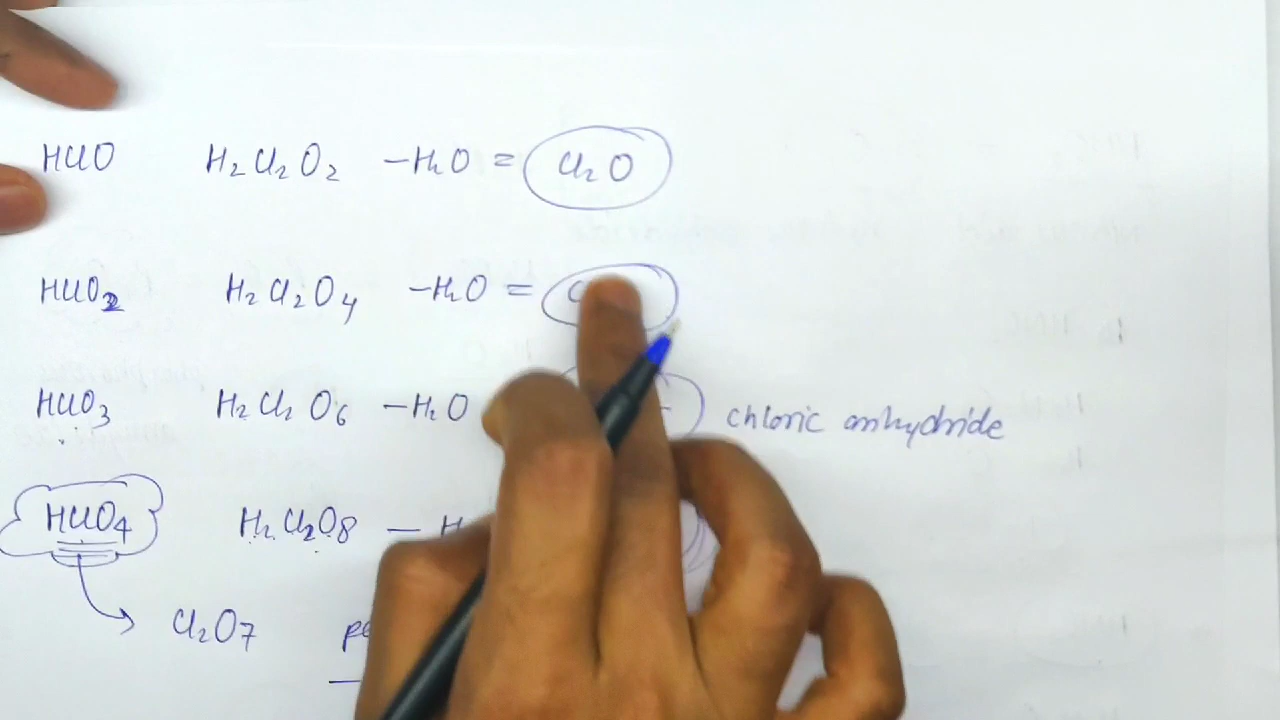 HClO H₂Cl₂O₂ —H₂O = Cl₂O
HClO₂ H₂Cl₂O₄ —H₂O =
HClO₃ H₂Cl₂O₆ —H₂O chloric anhydride
HClO₄ H₂Cl₂O8 —
Cl₂O7